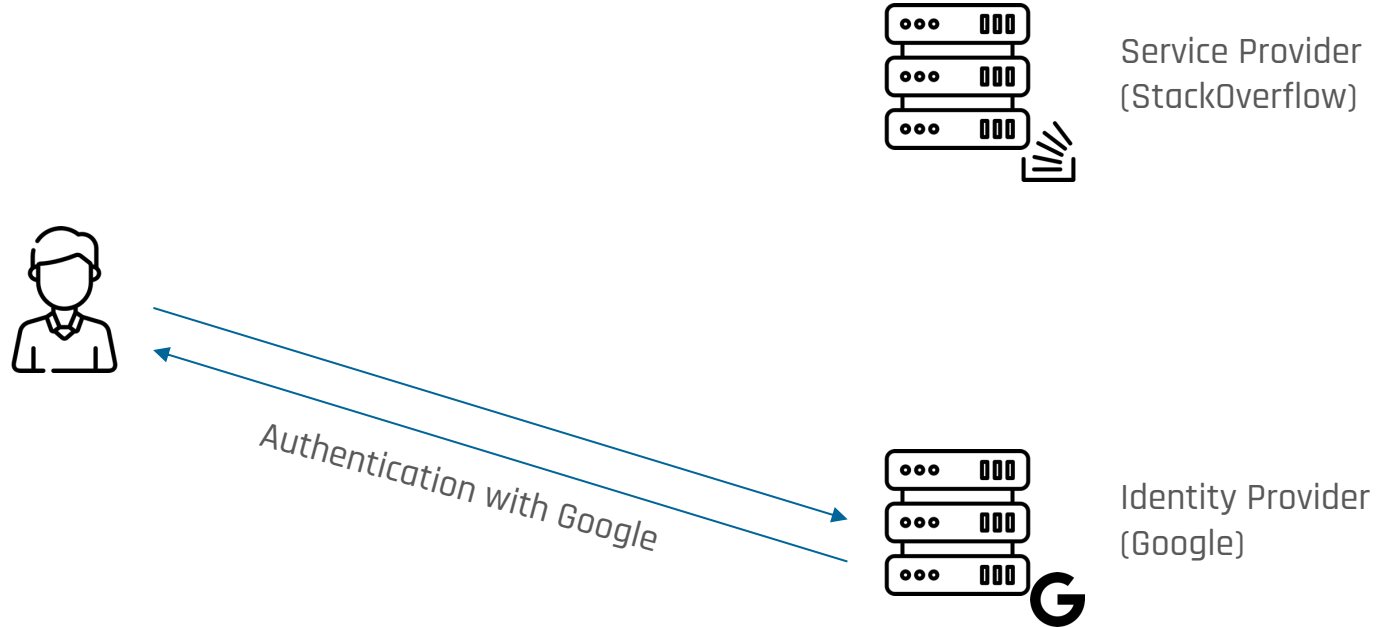 Service Provider
(StackOverflow)
Authentication with Google
Identity Provider
(Google)